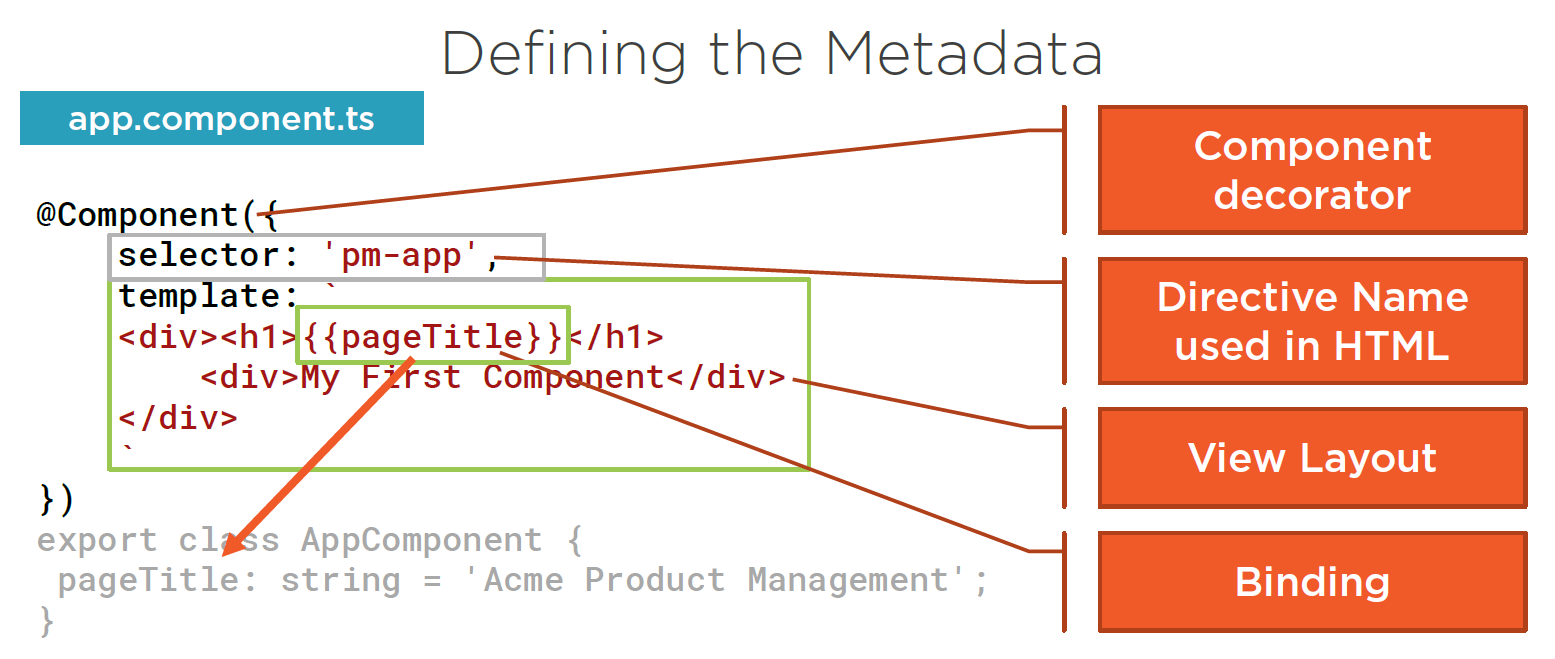 Defining the Metadata
app.component.ts
@Component({
selector: 'pm-app',
template: `
<div><h1>{{pageTitle}}</h1>
<div>My First Component</div>
</div>
`
})
export class AppComponent {
pageTitle: string = 'Acme Product Management';
}
Component
decorator
Directive Name
used in HTML
View Layout
Binding